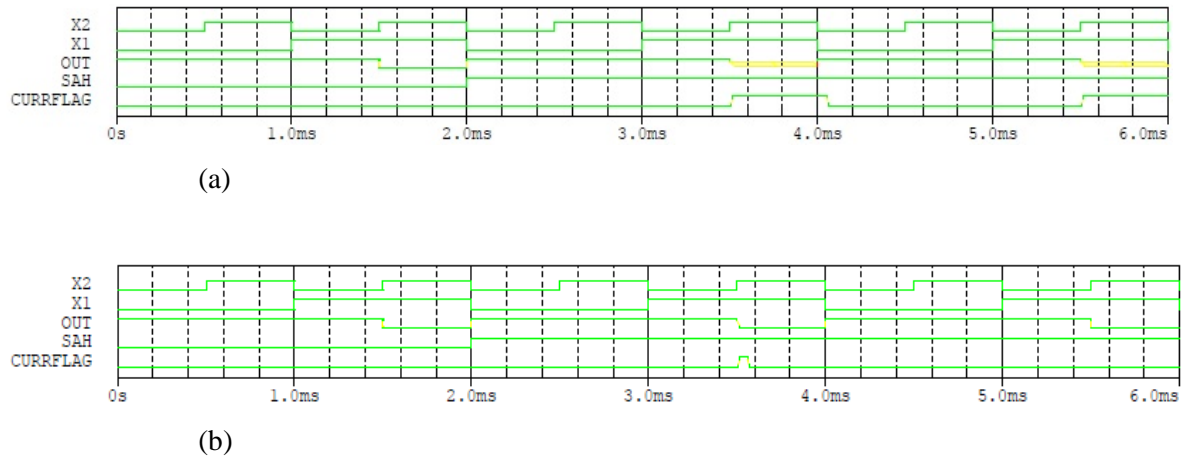 X2
X1
OUT
SAH
CURRFLAG
0s 1.0ms 2.0ms 3.0ms 4.0ms 5.0ms 6.0ms
(a)
X2
X1
OUT
SAH
CURRFLAG
0s 1.0ms 2.0ms 3.0ms 4.0ms 5.0ms 6.0ms
(b)